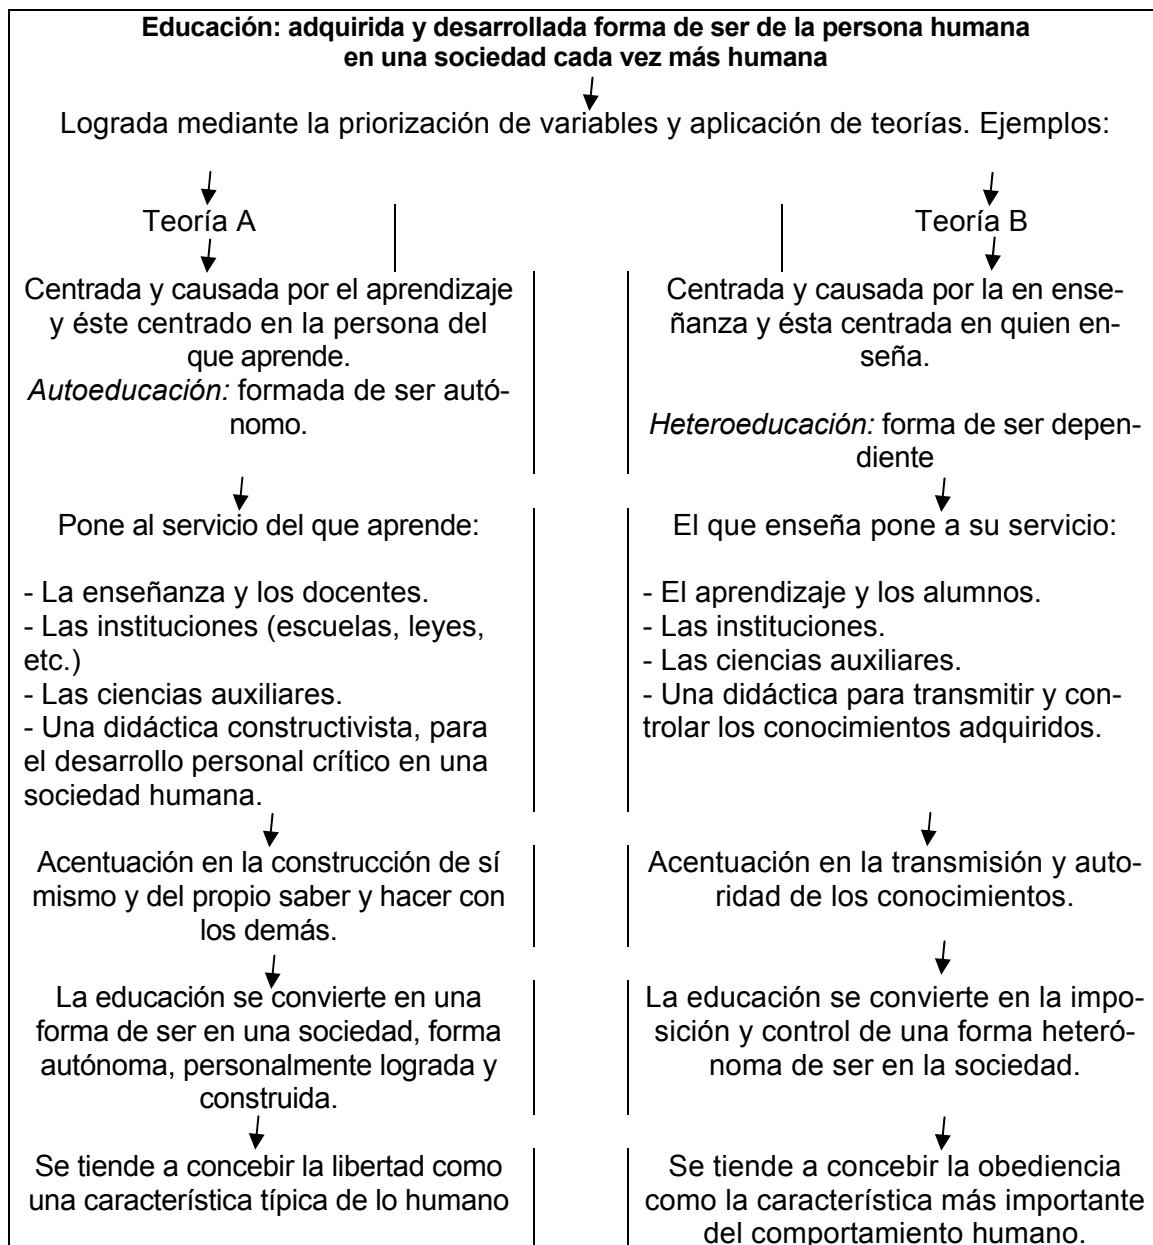 Educación: adquirida y desarrollada forma de ser de la persona humana
en una sociedad cada vez más humana
Lograda mediante la priorización de variables y aplicación de teorías. Ejemplos:
Teoría A
Centrada y causada por el aprendizaje
y éste centrado en la persona del
que aprende.
Autoeducación: formada de ser autó-
nomo.
Pone al servicio del que aprende:
- La enseñanza y los docentes.
- Las instituciones (escuelas, leyes,
etc.)
- Las ciencias auxiliares.
- Una didáctica constructivista, para
el desarrollo personal crítico en una
sociedad humana.
Acentuación en la construcción de sí
mismo y del propio saber y hacer con
los demás.
La educación se convierte en una
forma de ser en una sociedad, forma
autónoma, personalmente lograda y
construida.
Se tiende a concebir la libertad como
una característica típica de lo humano
Teoría B
Centrada y causada por la en ense-
ñanza y ésta centrada en quien en-
seña.
Heteroeducación: forma de ser depen-
diente
El que enseña pone a su servicio:
- El aprendizaje y los alumnos.
- Las instituciones.
- Las ciencias auxiliares.
- Una didáctica para transmitir y con-
trolar los conocimientos adquiridos.
Acentuación en la transmisión y auto-
ridad de los conocimientos.
La educación se convierte en la impo-
sición y control de una forma heteró-
noma de ser en la sociedad.
Se tiende a concebir la obediencia
como la característica más importante
del comportamiento humano.